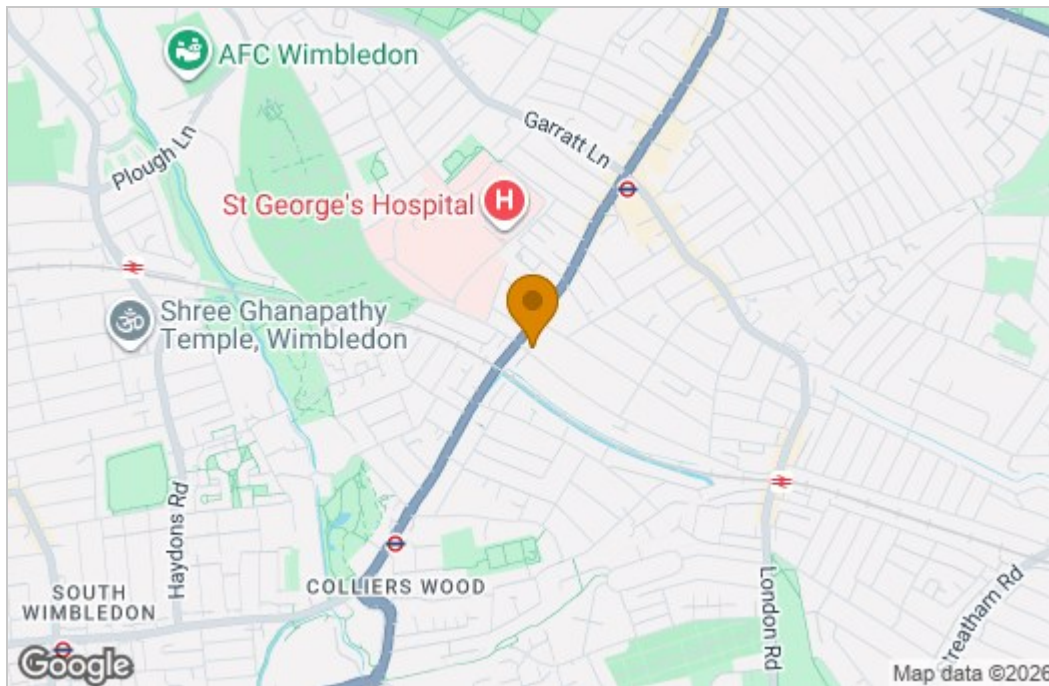 AFC Wimbledon
Garratt Ln
Plough Ln
St George's Hospital
H
Shree Ghanapathy
Temple, Wimbledon
ॐ
Haydons Rd
COLLIERS WOOD
SOUTH
WIMBLEDON
London Rd
Streatham Rd
Google
Map data ©2026